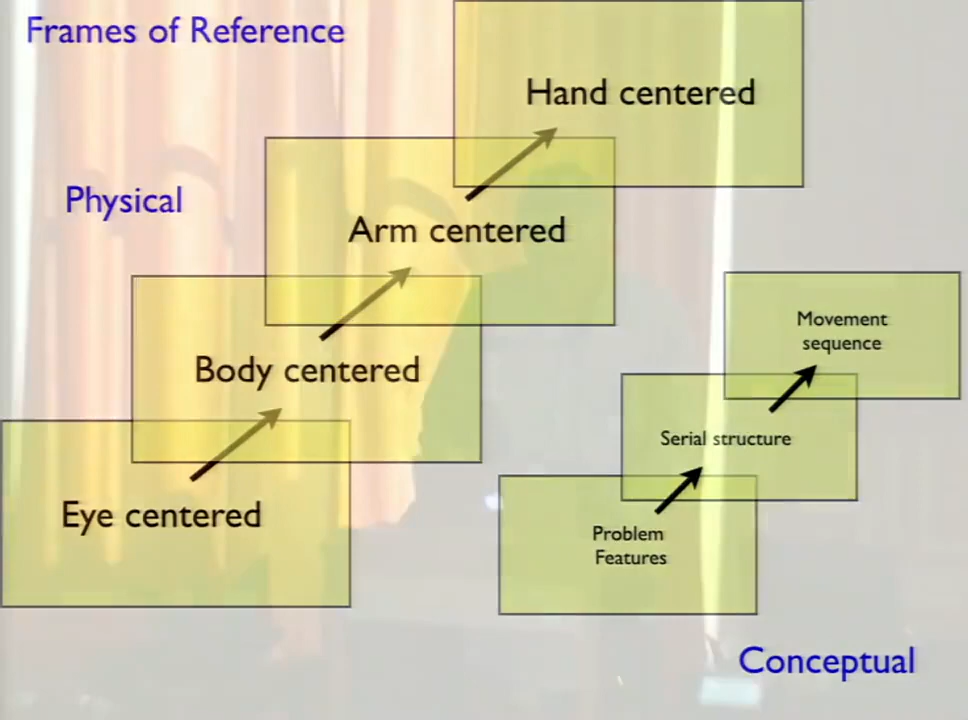 Frames of Reference
Hand centered
Physical
Arm centered
Body centered
Eye centered
Movement
sequence
Serial structure
Problem
Features
Conceptual